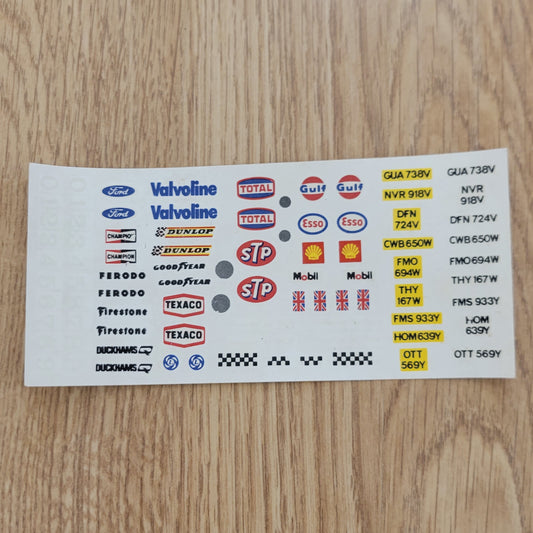 Ford
Ford
Valvoline
Valvoline
CHAMPION
CHAMPION
DUNLOP
DUNLOP
FERODO
FERODO
GOODYEAR
GOODYEAR
Firestone
Firestone
TEXACO
TEXACO
DUCKHAMS
DUCKHAMS
TOTAL
TOTAL
STP
STP
Gulf
Gulf
Esso
Esso
Mobil
Mobil
GUA 738V
NVR 918V
DFN
724V
CWB 650W
FMO
694W
THY
167W
FMS 933Y
HOM 639Y
OTT
569Y
GUA 738V
NVR
918V
DFN 724V
CWB 650W
FMO 694W
THY 167W
FMS 933Y
HOM
639Y
OTT 569Y